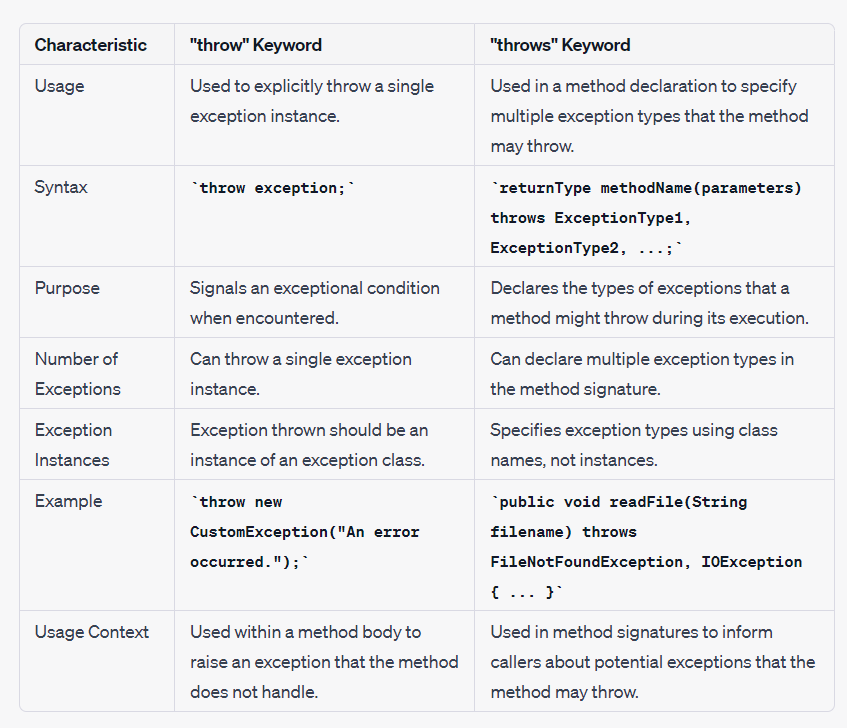 Characteristic "throw" Keyword "throws" Keyword
Usage
Used to explicitly throw a single
exception instance.
Used in a method declaration to specify
multiple exception types that the method
may throw.
Syntax
`throw exception;`
`returnType methodName(parameters)
throws ExceptionType1,
ExceptionType2, ...;`
Purpose
Signals an exceptional condition
when encountered.
Declares the types of exceptions that a
method might throw during its execution.
Number of
Exceptions
Can throw a single exception
instance.
Can declare multiple exception types in
the method signature.
Exception
Instances
Exception thrown should be an
instance of an exception class.
Specifies exception types using class
names, not instances.
Example
`throw new
CustomException("An error
occurred.");`
`public void readFile(String
filename) throws
FileNotFoundException, IOException
{ ... }`
Usage Context
Used within a method body to
raise an exception that the method
does not handle.
Used in method signatures to inform
callers about potential exceptions that the
method may throw.